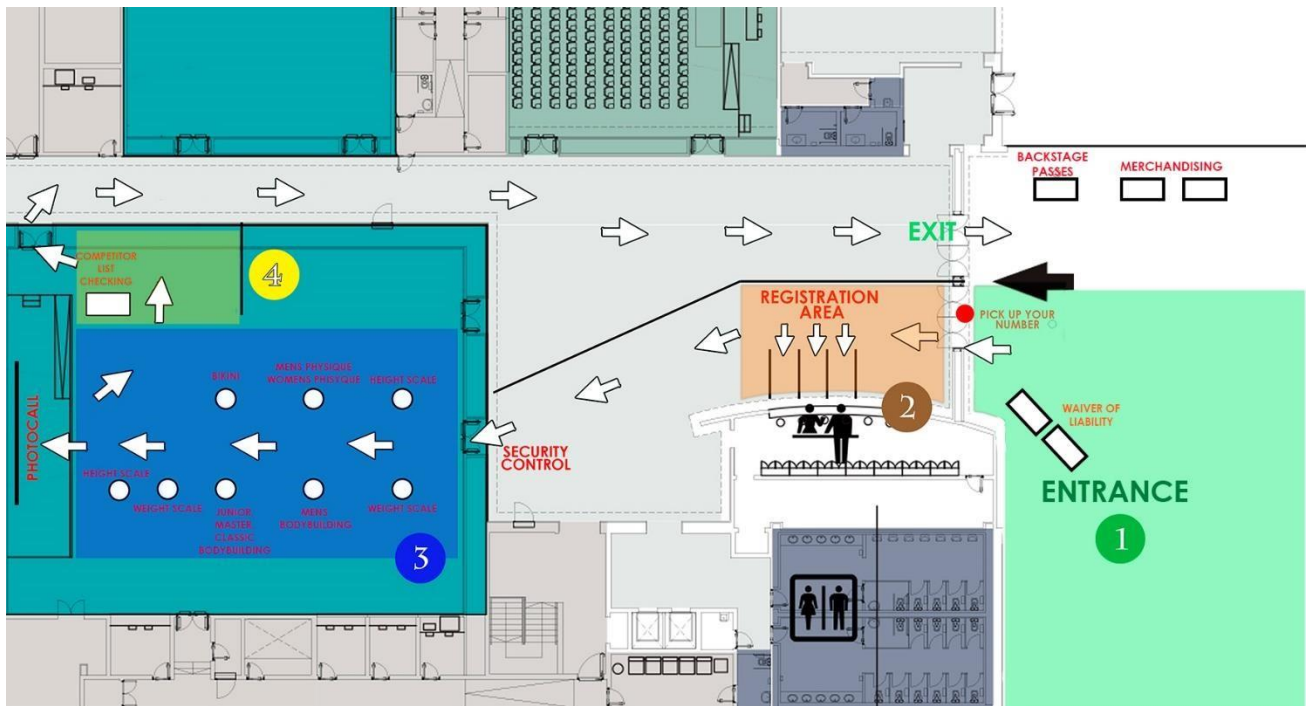 BACKSTAGE
PASSES
MERCHANDISING
EXIT
COMPETITOR
LIST
CHECKING
4
REGISTRATION
AREA
PICK UP YOUR
NUMBER
BIKINI
MENS PHYSIQUE
WOMENS PHISYQUE
HEIGHT SCALE
2
WAIVER OF
LIABILITY
PHOTOCALL
SECURITY
CONTROL
HEIGHT SCALE
WEIGHT SCALE
JUNIOR
MASTER
CLASSIC
BODYBUILDING
MENS
BODYBUILDING
WEIGHT SCALE
ENTRANCE
1
3